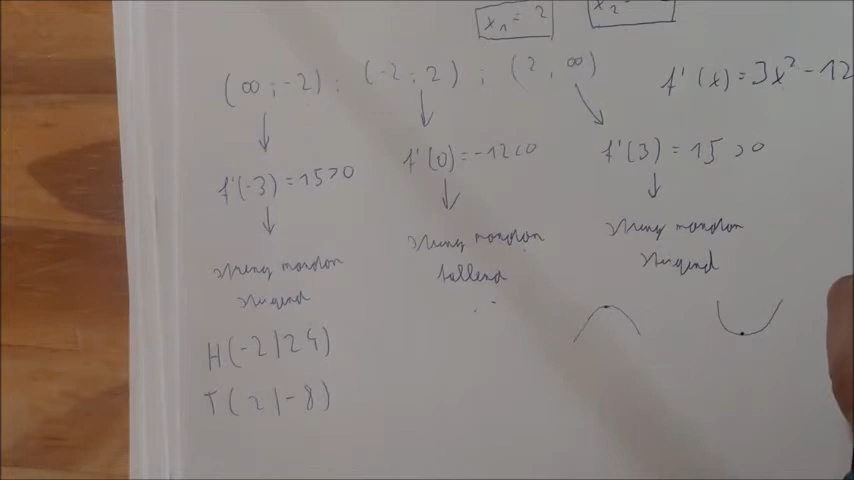 x₁ = 2
x₂
(∞ ; -2) ; (-2 ; 2) ; (2 , ∞)
f'(x) = 3x² - 12
f'(-3) = 15 > 0
f'(0) = -12 < 0
f'(3) = 15 > 0
streng monoton
steigend
streng monoton
fallend
streng monoton
steigend
H(-2|24)
T(2|-8)